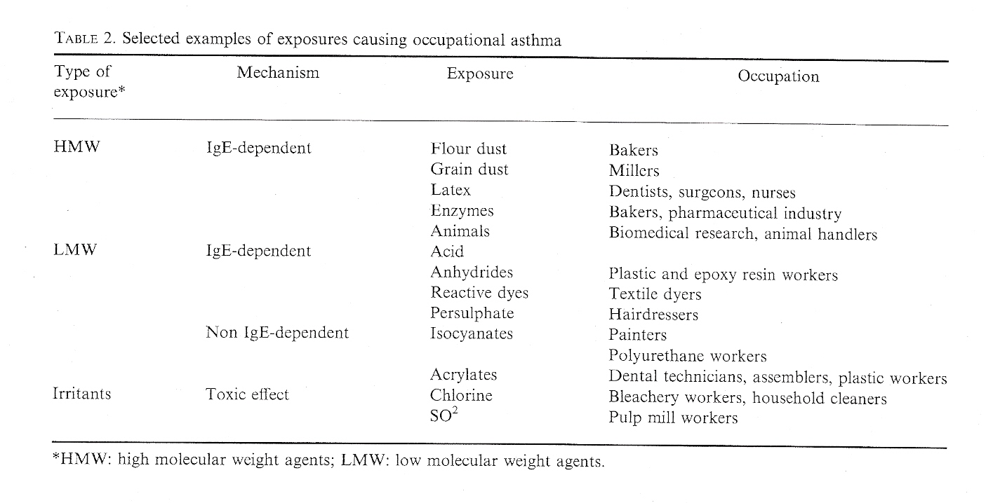 TABLE 2. Selected examples of exposures causing occupational asthma
Type of exposure* Mechanism Exposure Occupation
HMW IgE-dependent Flour dust Bakers
Grain dust Millers
Latex Dentists, surgeons, nurses
Enzymes Bakers, pharmaceutical industry
Animals Biomedical research, animal handlers
LMW IgE-dependent Acid
Anhydrides Plastic and epoxy resin workers
Reactive dyes Textile dyers
Persulphate Hairdressers
Non IgE-dependent Isocyanates Painters
Polyurethane workers
Acrylates Dental technicians, assemblers, plastic workers
Irritants Toxic effect Chlorine Bleachery workers, household cleaners
SO² Pulp mill workers
*HMW: high molecular weight agents; LMW: low molecular weight agents.